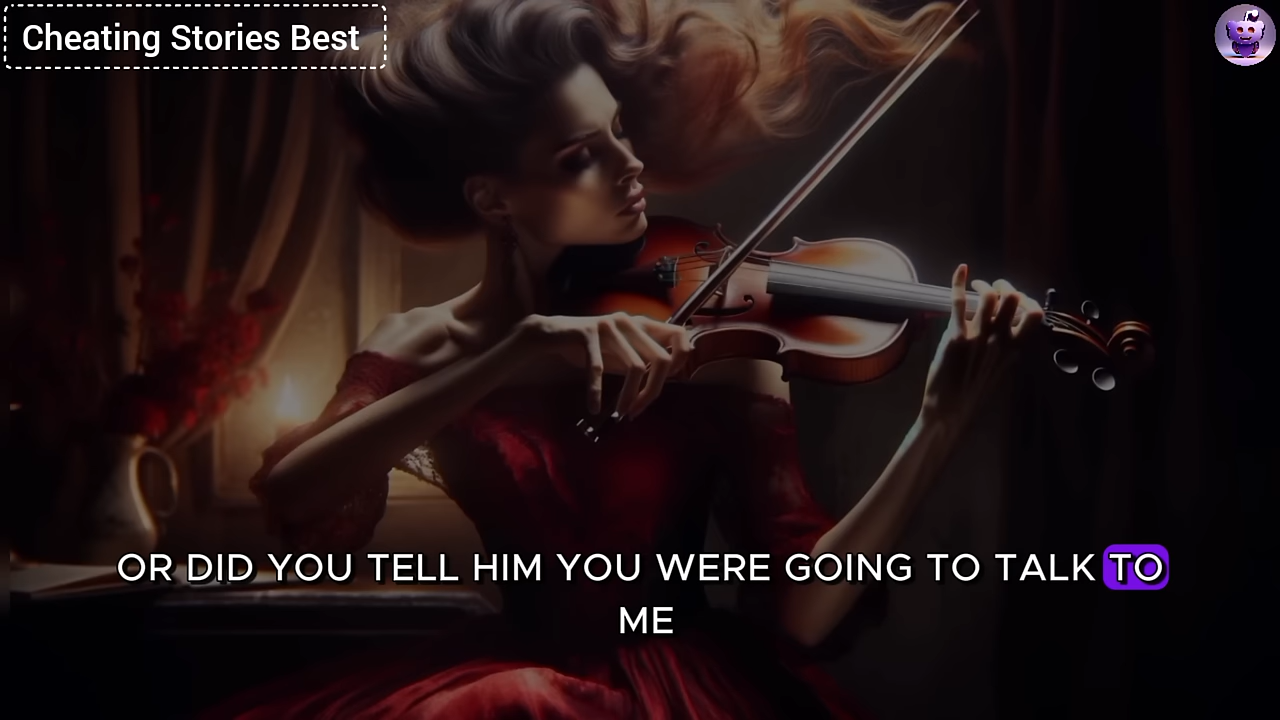 Cheating Stories Best
OR DID YOU TELL HIM YOU WERE GOING TO TALK TO
ME